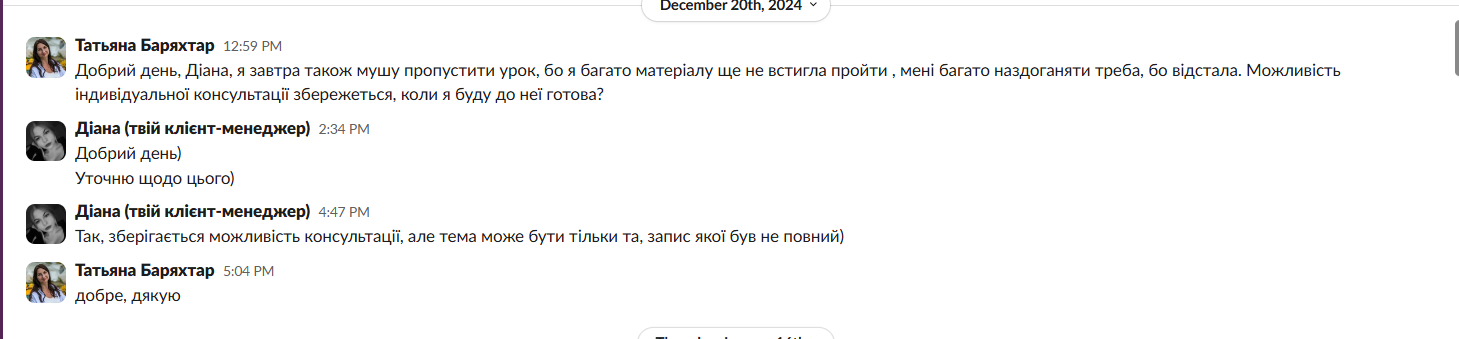 December 20th, 2024
Татьяна Баряхтар 12:59 PM
Добрий день, Діана, я завтра також мушу пропустити урок, бо я багато матеріалу ще не встигла пройти , мені багато наздоганяти треба, бо відстала. Можливість
індивідуальної консультації збережеться, коли я буду до неї готова?
Діана (твій клієнт-менеджер) 2:34 PM
Добрий день)
Уточню щодо цього)
Діана (твій клієнт-менеджер) 4:47 PM
Так, зберігається можливість консультації, але тема може бути тільки та, запис якої був не повний)
Татьяна Баряхтар 5:04 PM
добре, дякую